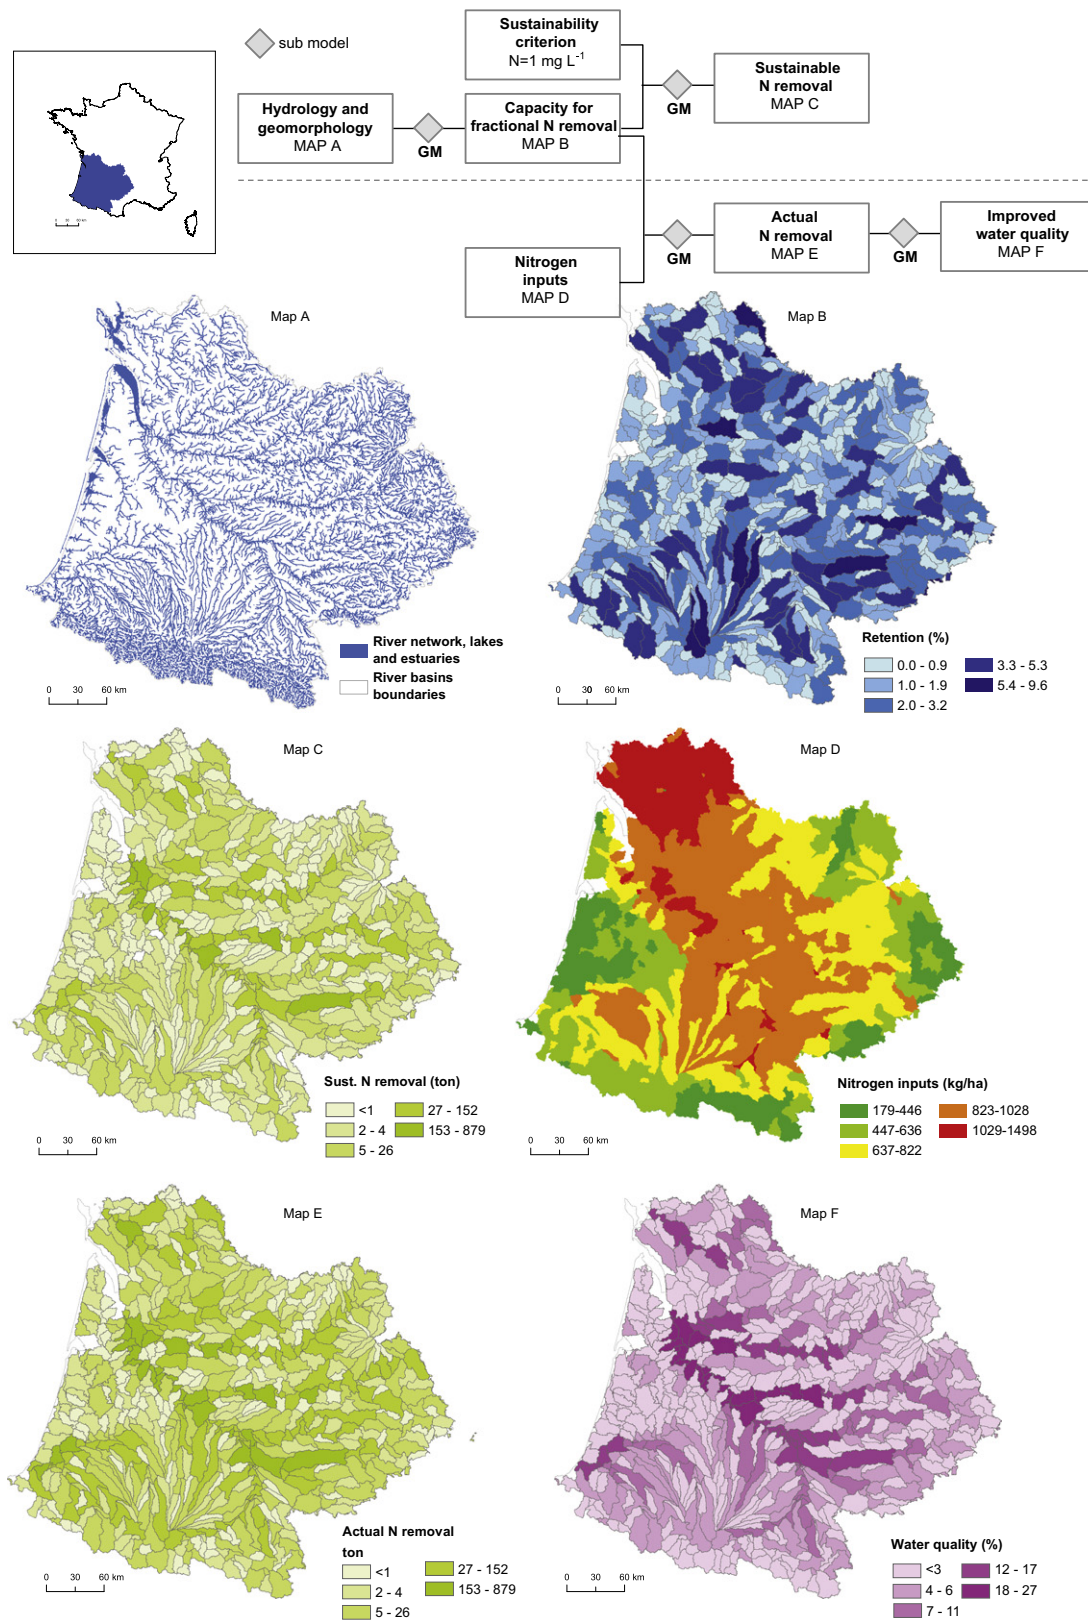 sub model
Sustainability
criterion
N=1 mg L⁻¹
Hydrology and
geomorphology
MAP A
GM
Capacity for
fractional N removal
MAP B
GM
Sustainable
N removal
MAP C
Nitrogen
inputs
MAP D
GM
Actual
N removal
MAP E
GM
Improved
water quality
MAP F
0 30 60 km
Map A
River network, lakes
and estuaries
River basins
boundaries
0 30 60 km
Map B
Retention (%)
0.0 - 0.9
1.0 - 1.9
2.0 - 3.2
3.3 - 5.3
5.4 - 9.6
0 30 60 km
Map C
Sust. N removal (ton)
<1
2 - 4
5 - 26
27 - 152
153 - 879
0 30 60 km
Map D
Nitrogen inputs (kg/ha)
179-446
447-636
637-822
823-1028
1029-1498
0 30 60 km
Map E
Actual N removal
ton
<1
2 - 4
5 - 26
27 - 152
153 - 879
0 30 60 km
Map F
Water quality (%)
<3
4 - 6
7 - 11
12 - 17
18 - 27
0 30 60 km